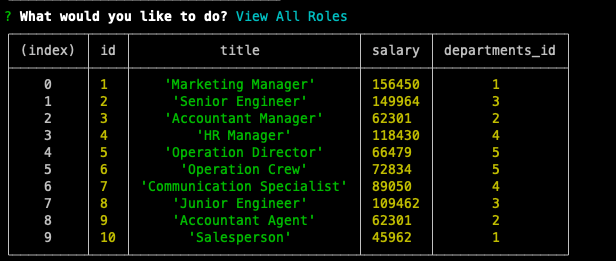 ? What would you like to do? View All Roles
(index) id title salary departments_id
0 1 'Marketing Manager' 156450 1
1 2 'Senior Engineer' 149964 3
2 3 'Accountant Manager' 62301 2
3 4 'HR Manager' 118430 4
4 5 'Operation Director' 66479 5
5 6 'Operation Crew' 72834 5
6 7 'Communication Specialist' 89050 4
7 8 'Junior Engineer' 109462 3
8 9 'Accountant Agent' 62301 2
9 10 'Salesperson' 45962 1